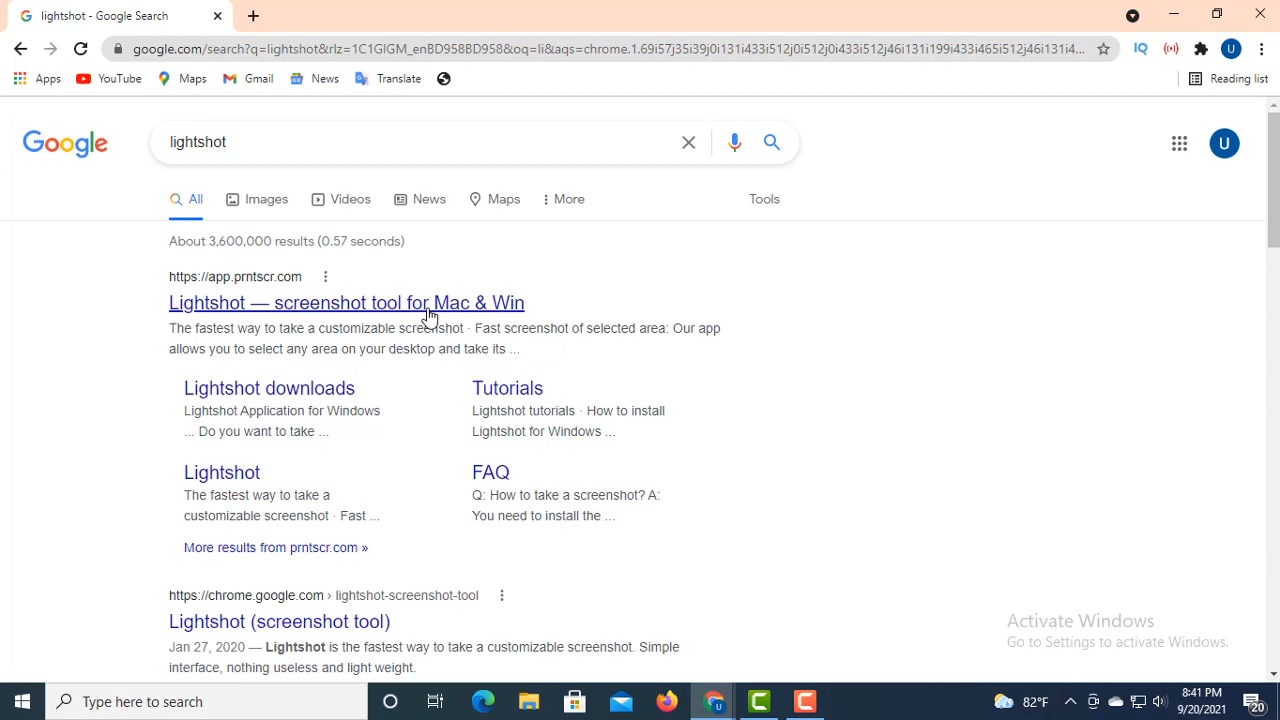 lightshot - Google Search
google.com/search?q=lightshot&rlz=1C1GIGM_enBD958BD958&oq=li&aqs=chrome.1.69i57j35i39j0i131i433i512j0i512j0i433i512j46i131i199i433i465i512j46i131i4...
Apps YouTube Maps Gmail News Translate Reading list
Google lightshot U
All Images Videos News Maps More Tools
About 3,600,000 results (0.57 seconds)
https://app.prntscr.com
Lightshot — screenshot tool for Mac & Win
The fastest way to take a customizable screenshot · Fast screenshot of selected area: Our app
allows you to select any area on your desktop and take its ...
Lightshot downloads
Lightshot Application for Windows
... Do you want to take ...
Tutorials
Lightshot tutorials · How to install
Lightshot for Windows ...
Lightshot
The fastest way to take a
customizable screenshot · Fast ...
FAQ
Q: How to take a screenshot? A:
You need to install the ...
More results from prntscr.com »
https://chrome.google.com › lightshot-screenshot-tool
Lightshot (screenshot tool)
Jan 27, 2020 — Lightshot is the fastest way to take a customizable screenshot. Simple
interface, nothing useless and light weight.
Activate Windows
Go to Settings to activate Windows.
Type here to search
82°F
8:41 PM
9/20/2021
20